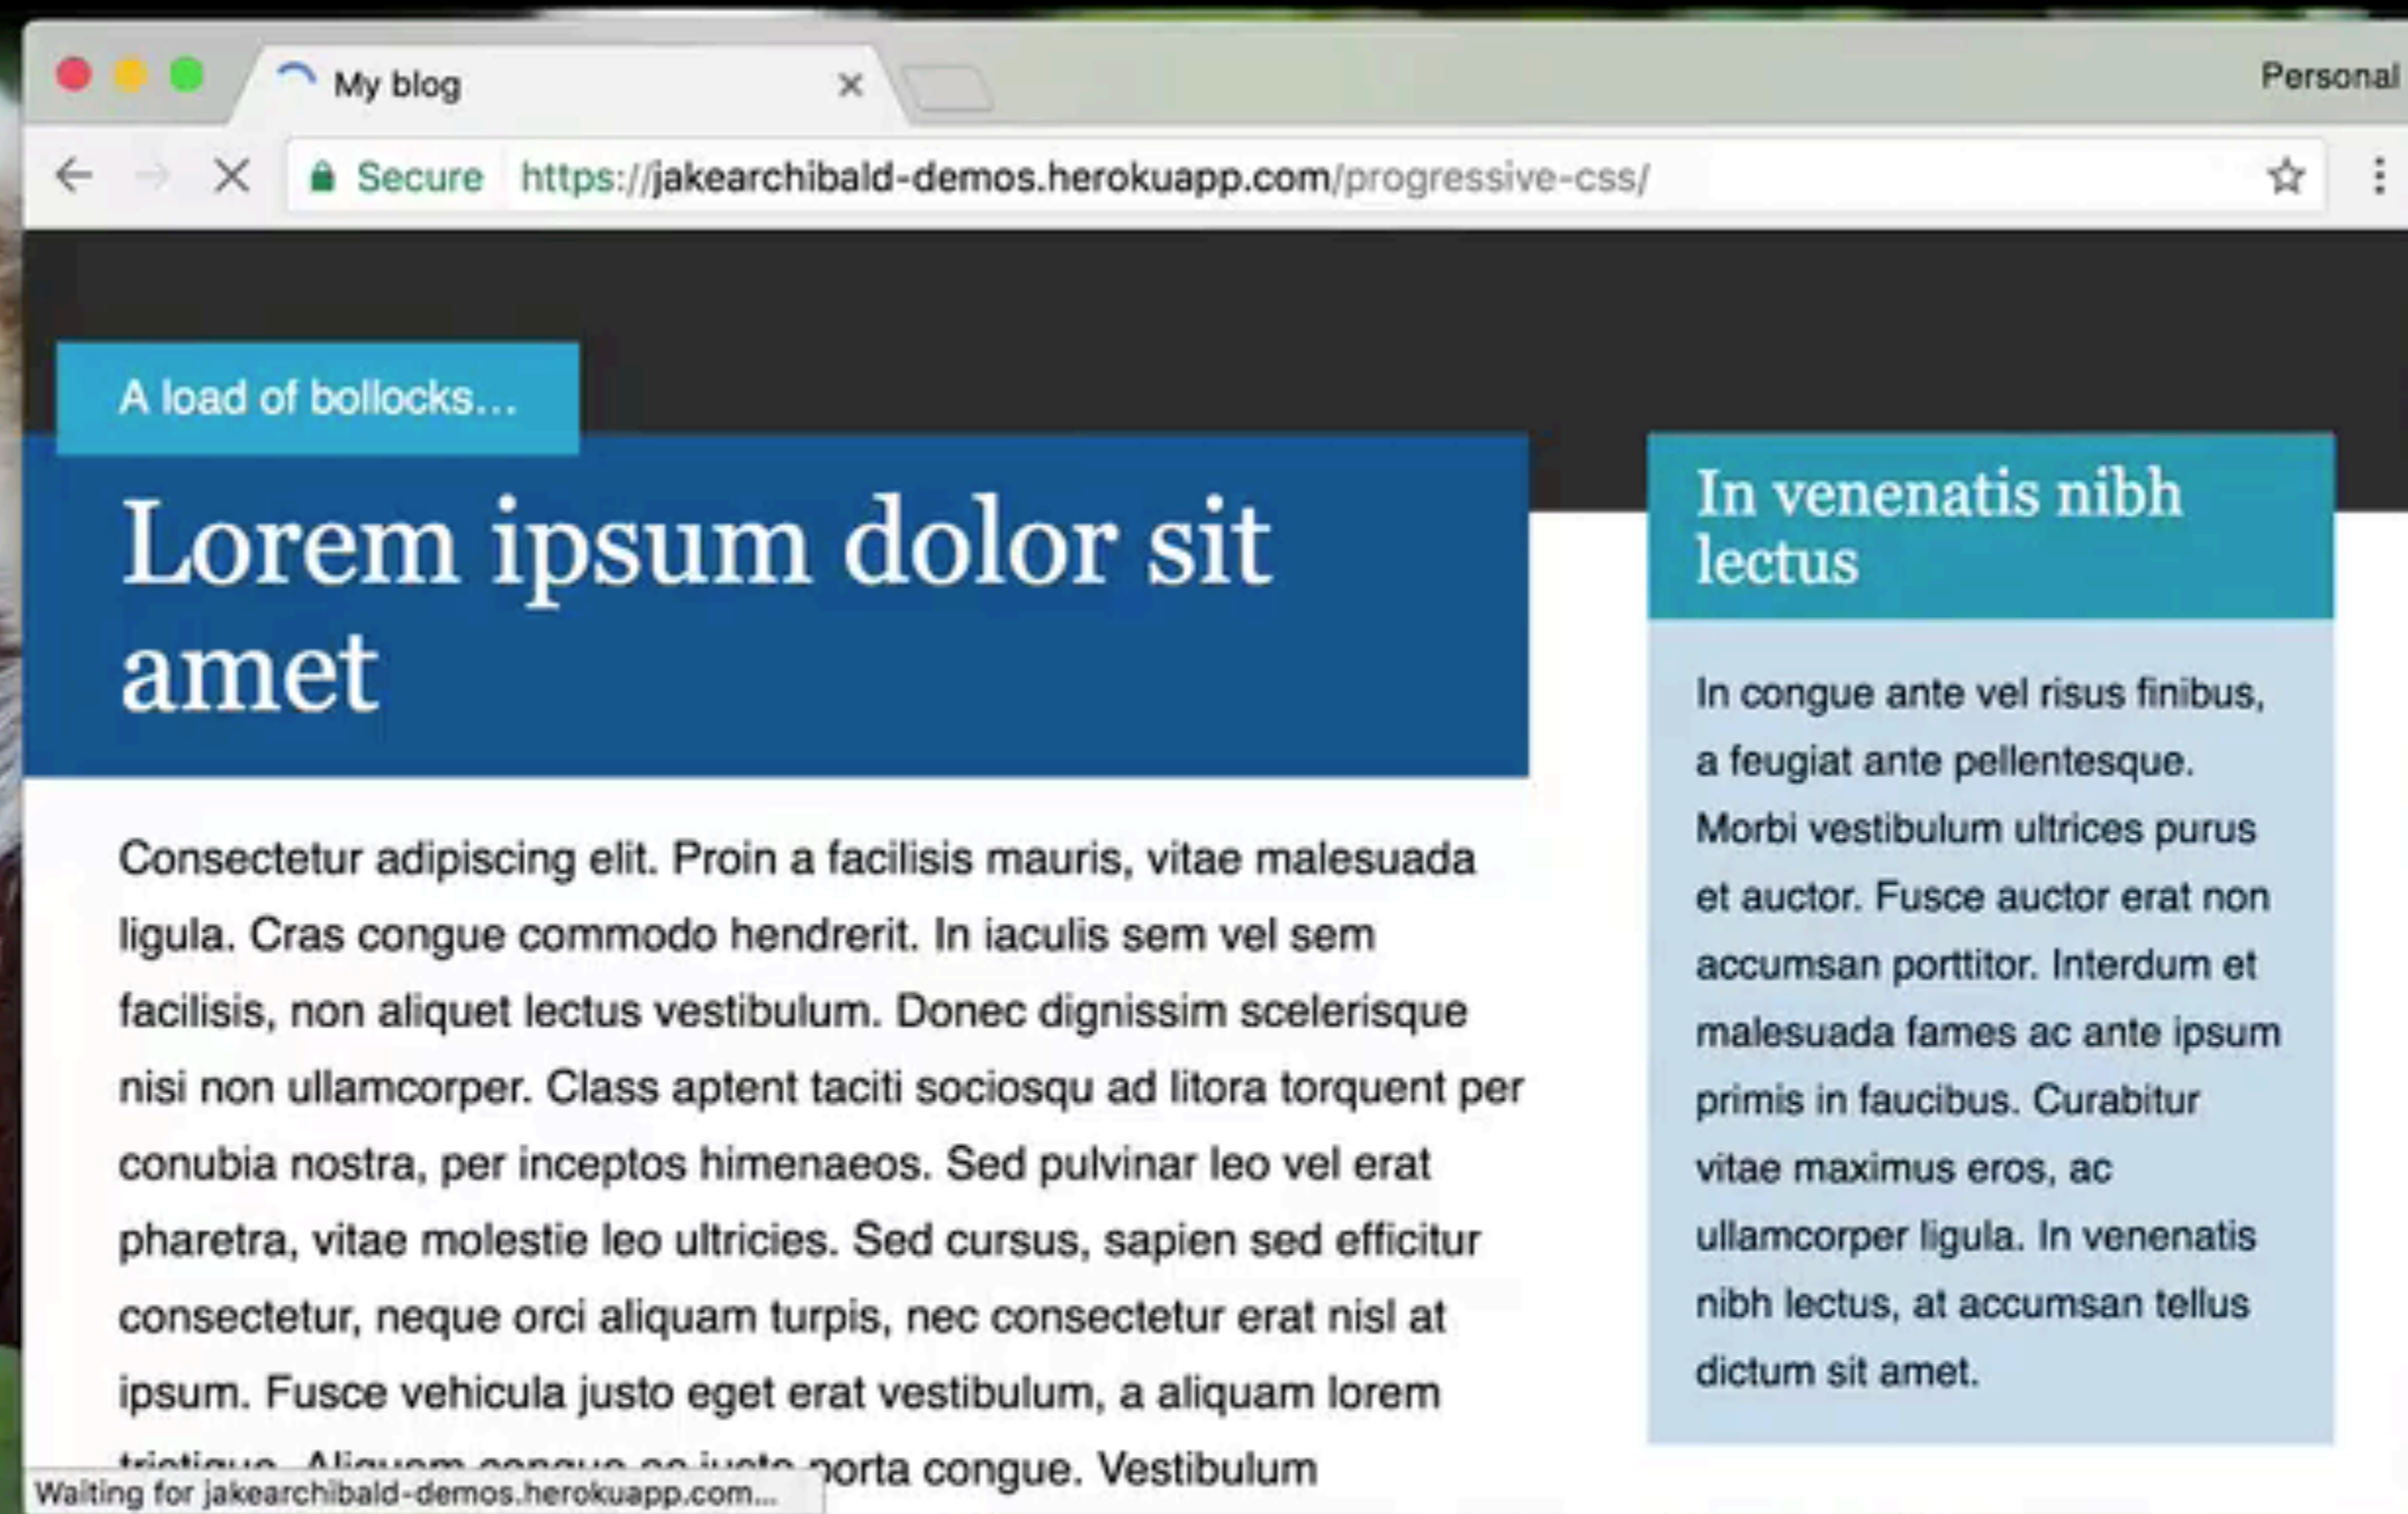 My blog
Personal
Secure https://jakearchibald-demos.herokuapp.com/progressive-css/
A load of bollocks...
Lorem ipsum dolor sit
amet
Consectetur adipiscing elit. Proin a facilisis mauris, vitae malesuada
ligula. Cras congue commodo hendrerit. In iaculis sem vel sem
facilisis, non aliquet lectus vestibulum. Donec dignissim scelerisque
nisi non ullamcorper. Class aptent taciti sociosqu ad litora torquent per
conubia nostra, per inceptos himenaeos. Sed pulvinar leo vel erat
pharetra, vitae molestie leo ultricies. Sed cursus, sapien sed efficitur
consectetur, neque orci aliquam turpis, nec consectetur erat nisl at
ipsum. Fusce vehicula justo eget erat vestibulum, a aliquam lorem
tristique. Aliquam congue ac justo porta congue. Vestibulum
In venenatis nibh
lectus
In congue ante vel risus finibus,
a feugiat ante pellentesque.
Morbi vestibulum ultrices purus
et auctor. Fusce auctor erat non
accumsan porttitor. Interdum et
malesuada fames ac ante ipsum
primis in faucibus. Curabitur
vitae maximus eros, ac
ullamcorper ligula. In venenatis
nibh lectus, at accumsan tellus
dictum sit amet.
Waiting for jakearchibald-demos.herokuapp.com...